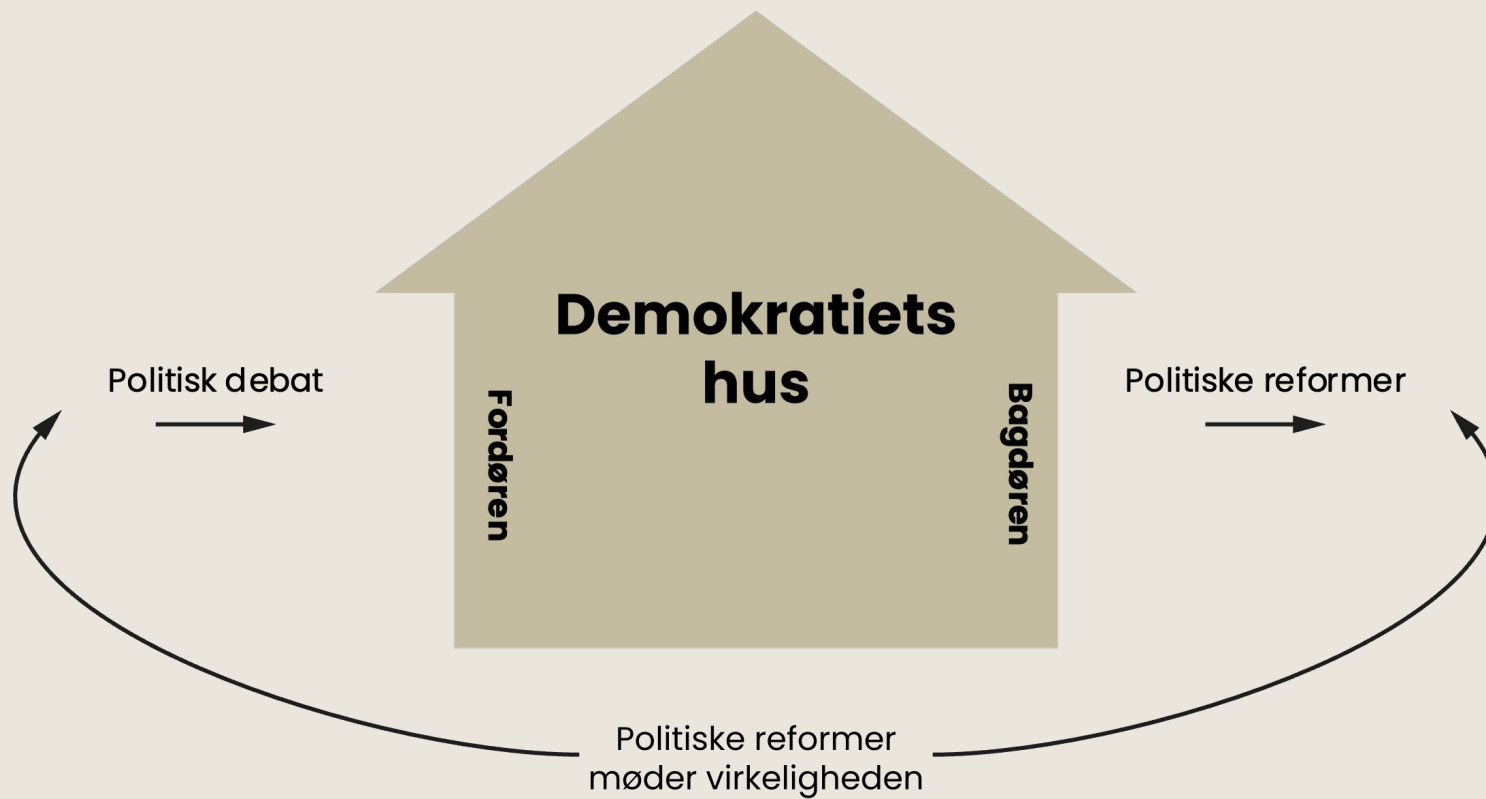 Demokratiets
hus
Politisk debat
Fordøren
Bagdøren
Politiske reformer
Politiske reformer
møder virkeligheden